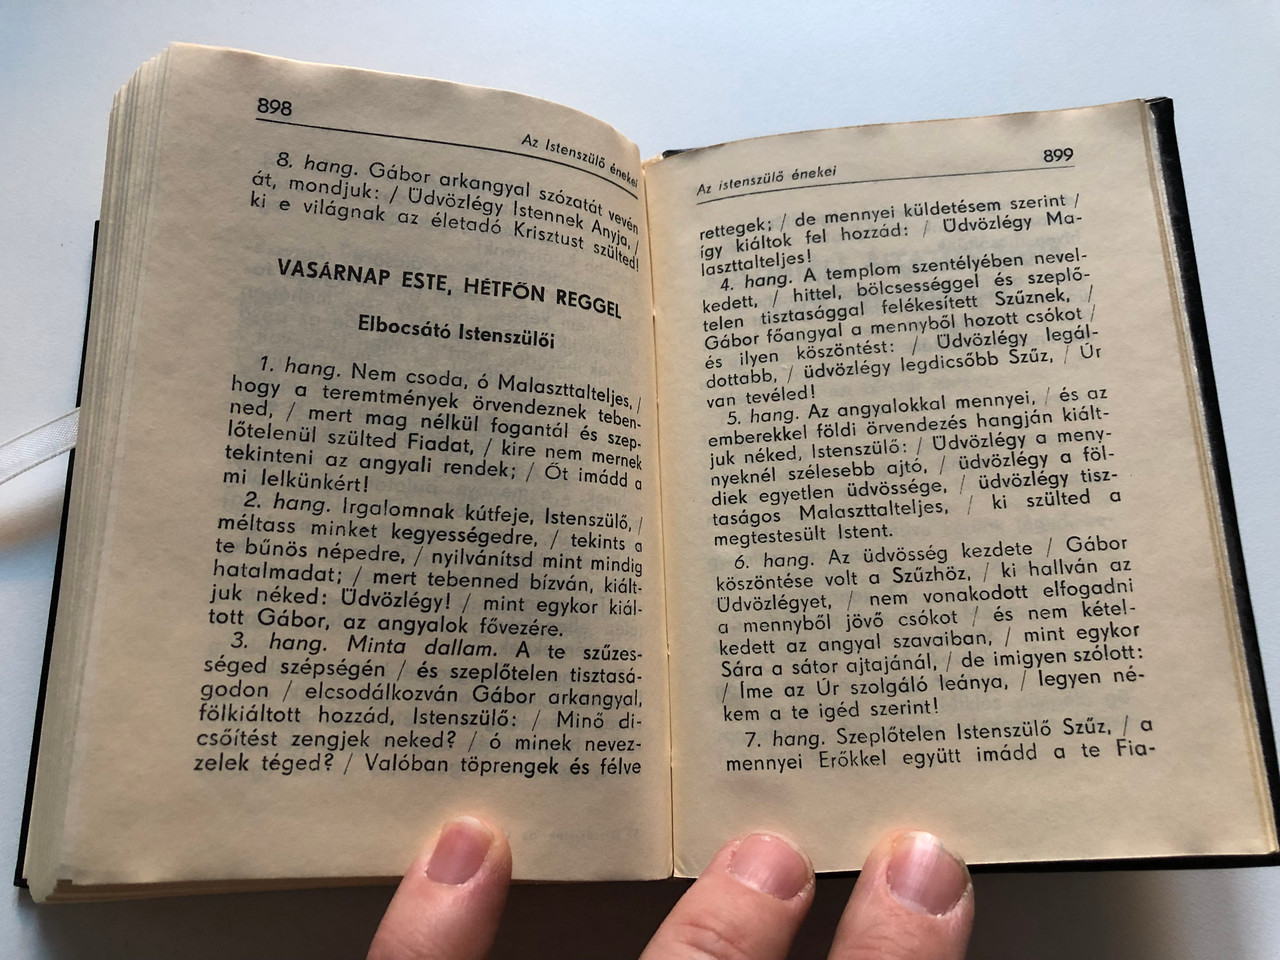 898
Az Istenszülő énekei
8. hang. Gábor arkangyal szózatát vevén
át, mondjuk: / Üdvözlégy Istennek Anyja, /
ki e világnak az életadó Krisztust szülted!
VASÁRNAP ESTE, HÉTFŐN REGGEL
Elbocsátó Istenszülői
1. hang. Nem csoda, ó Malaszttalteljes, /
hogy a teremtmények örvendeznek teben-
ned, / mert mag nélkül fogantál és szep-
lőtelenül szülted Fiadat, / kire nem mernek
tekinteni az angyali rendek; / Őt imádd a
mi lelkünkért!
2. hang. Irgalomnak kútfeje, Istenszülő, /
méltass minket kegyességedre, / tekints a
te bűnös népedre, / nyilvánítsd mint mindig
hatalmadat; / mert tebenned bízván, kiált-
juk néked: Üdvözlégy! / mint egykor kiál-
tott Gábor, az angyalok fővezére.
3. hang. Minta dallam. A te szűzes-
séged szépségén / és szeplőtelen tisztasá-
godon / elcsodálkozván Gábor arkangyal,
fölkiáltott hozzád, Istenszülő: / Minő di-
csőítést zengjek neked? / ó minek nevez-
zelek téged? / Valóban töprengek és félve
Az istenszülő énekei
899
rettegek; / de mennyei küldetésem szerint /
így kiáltok fel hozzád: / Üdvözlégy Ma-
laszttalteljes!
4. hang. A templom szentélyében nevel-
kedett, / hittel, bölcsességgel és szeplő-
telen tisztasággal felékesített Szűznek, /
Gábor főangyal a mennyből hozott csókot /
és ilyen köszöntést: / Üdvözlégy legál-
dottabb, / üdvözlégy legdicsőbb Szűz, / Úr
van tevéled!
5. hang. Az angyalokkal mennyei, / és az
emberekkel földi örvendezés hangján kiált-
juk néked, Istenszülő: / Üdvözlégy a meny-
nyeknél szélesebb ajtó, / üdvözlégy a föl-
diek egyetlen üdvössége, / üdvözlégy tisz-
taságos Malaszttalteljes, / ki szülted a
megtestesült Istent.
6. hang. Az üdvösség kezdete / Gábor
köszöntése volt a Szűzhöz, / ki hallván az
Üdvözlégyet, / nem vonakodott elfogadni
a mennyből jövő csókot / és nem kétel-
kedett az angyal szavaiban, / mint egykor
Sára a sátor ajtajánál, / de imigyen szólott:
/ Íme az Úr szolgáló leánya, / legyen né-
kem a te igéd szerint!
7. hang. Szeplőtelen Istenszülő Szűz, / a
mennyei Erőkkel együtt imádd a te Fia-